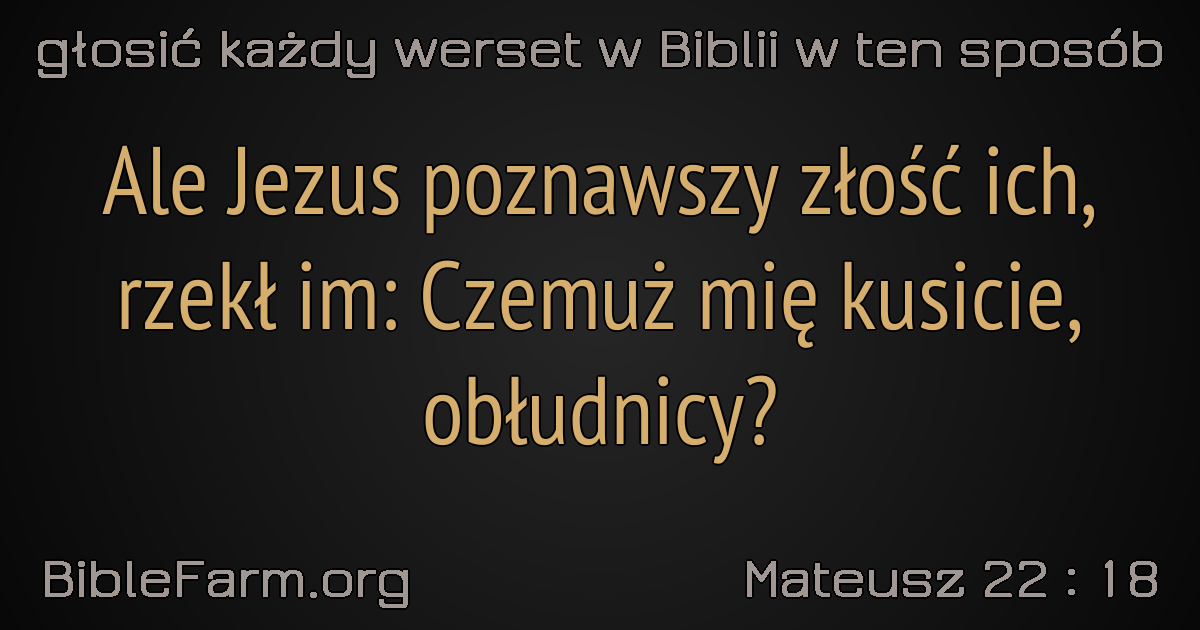 głosić każdy werset w Biblii w ten sposób
Ale Jezus poznawszy złość ich,
rzekł im: Czemuż mię kusicie,
obłudnicy?
BibleFarm.org
Mateusz 22 : 18